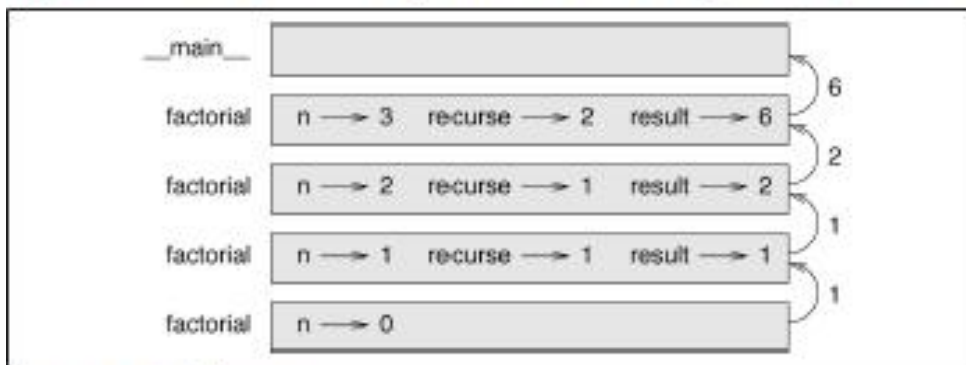 __main__
6
factorial n → 3 recurse → 2 result → 6
2
factorial n → 2 recurse → 1 result → 2
1
factorial n → 1 recurse → 1 result → 1
1
factorial n → 0